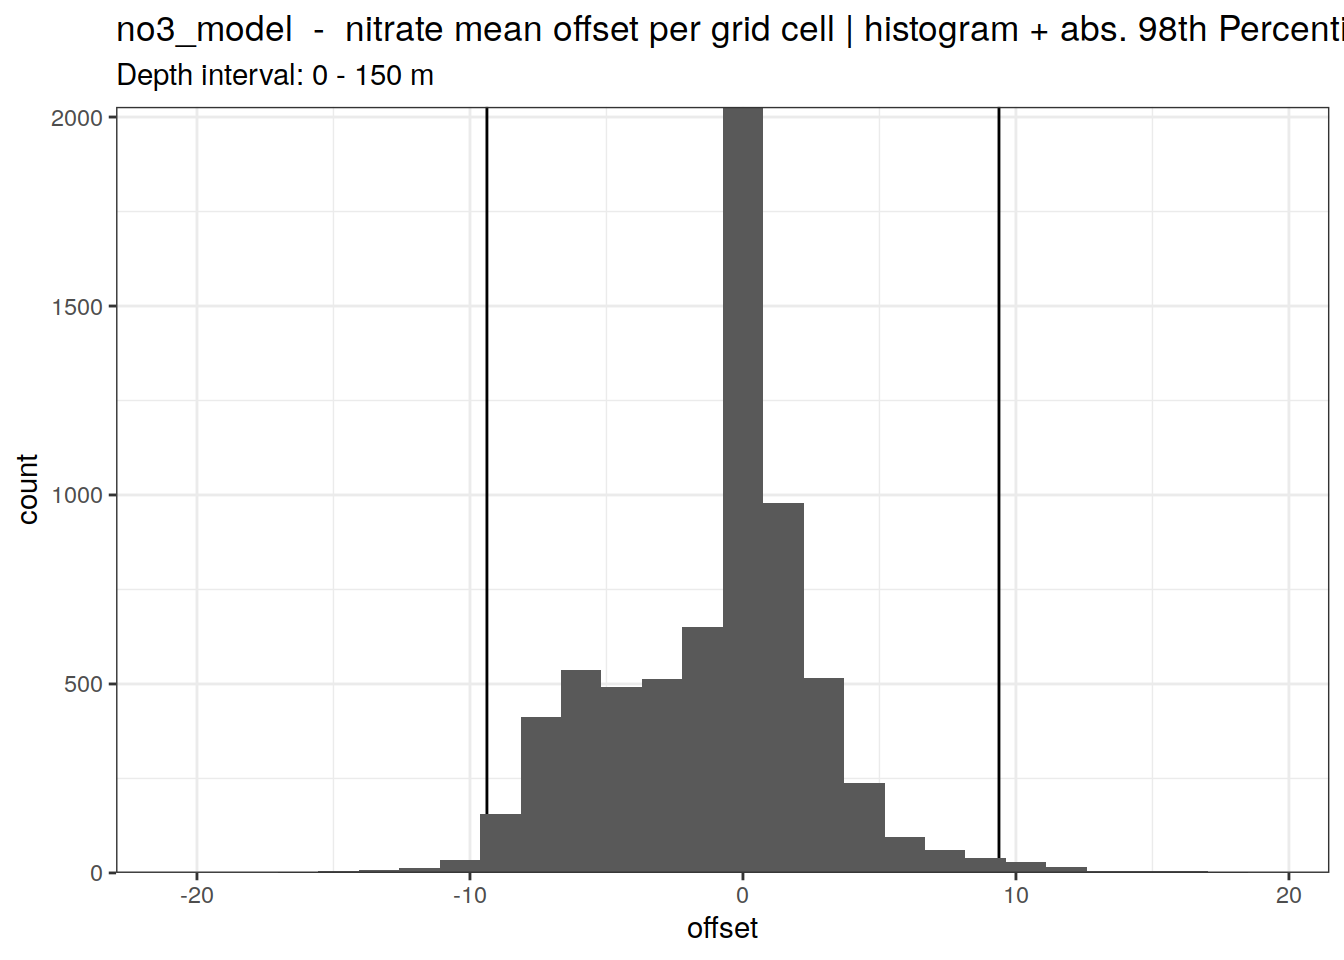 no3_model  -  nitrate mean offset per grid cell | histogram + abs. 98th Percenti
Depth interval: 0 - 150 m
2000
1500
1000
500
0
count
-20
-10
0
10
20
offset